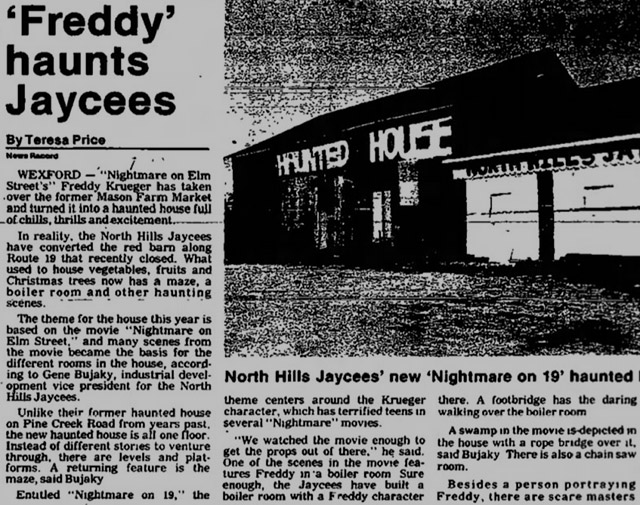 'Freddy'
haunts
Jaycees
By Teresa Price
News Record
WEXFORD — "Nightmare on Elm
Street's" Freddy Krueger has taken
over the former Mason Farm Market
and turned it into a haunted house full
of chills, thrills and excitement.
In reality, the North Hills Jaycees
have converted the red barn along
Route 19 that recently closed. What
used to house vegetables, fruits and
Christmas trees now has a maze, a
boiler room and other haunting
scenes.
The theme for the house this year is
based on the movie "Nightmare on
Elm Street," and many scenes from
the movie became the basis for the
different rooms in the house, accord-
ing to Gene Bujaky, industrial devel-
opment vice president for the North
Hills Jaycees.
Unlike their former haunted house
on Pine Creek Road from years past,
the new haunted house is all one floor.
Instead of different stories to venture
through, there are levels and plat-
forms. A returning feature is the
maze, said Bujaky
Entitled "Nightmare on 19," the
HAUNTED HOUSE
NORTH HILLS JAY
North Hills Jaycees' new 'Nightmare on 19' haunted
theme centers around the Krueger
character, which has terrified teens in
several "Nightmare" movies.
"We watched the movie enough to
get the props out of there," he said.
One of the scenes in the movie fea-
tures Freddy in a boiler room Sure
enough, the Jaycees have built a
boiler room with a Freddy character
there. A footbridge has the daring
walking over the boiler room
A swamp in the movie is depicted in
the house with a rope bridge over it,
said Bujaky There is also a chain saw
room.
Besides a person portraying
Freddy, there are scare masters